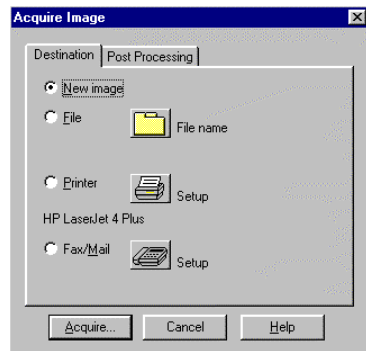 Acquire Image
Destination Post Processing
New image
File File name
Printer Setup
HP LaserJet 4 Plus
Fax/Mail Setup
Acquire... Cancel Help